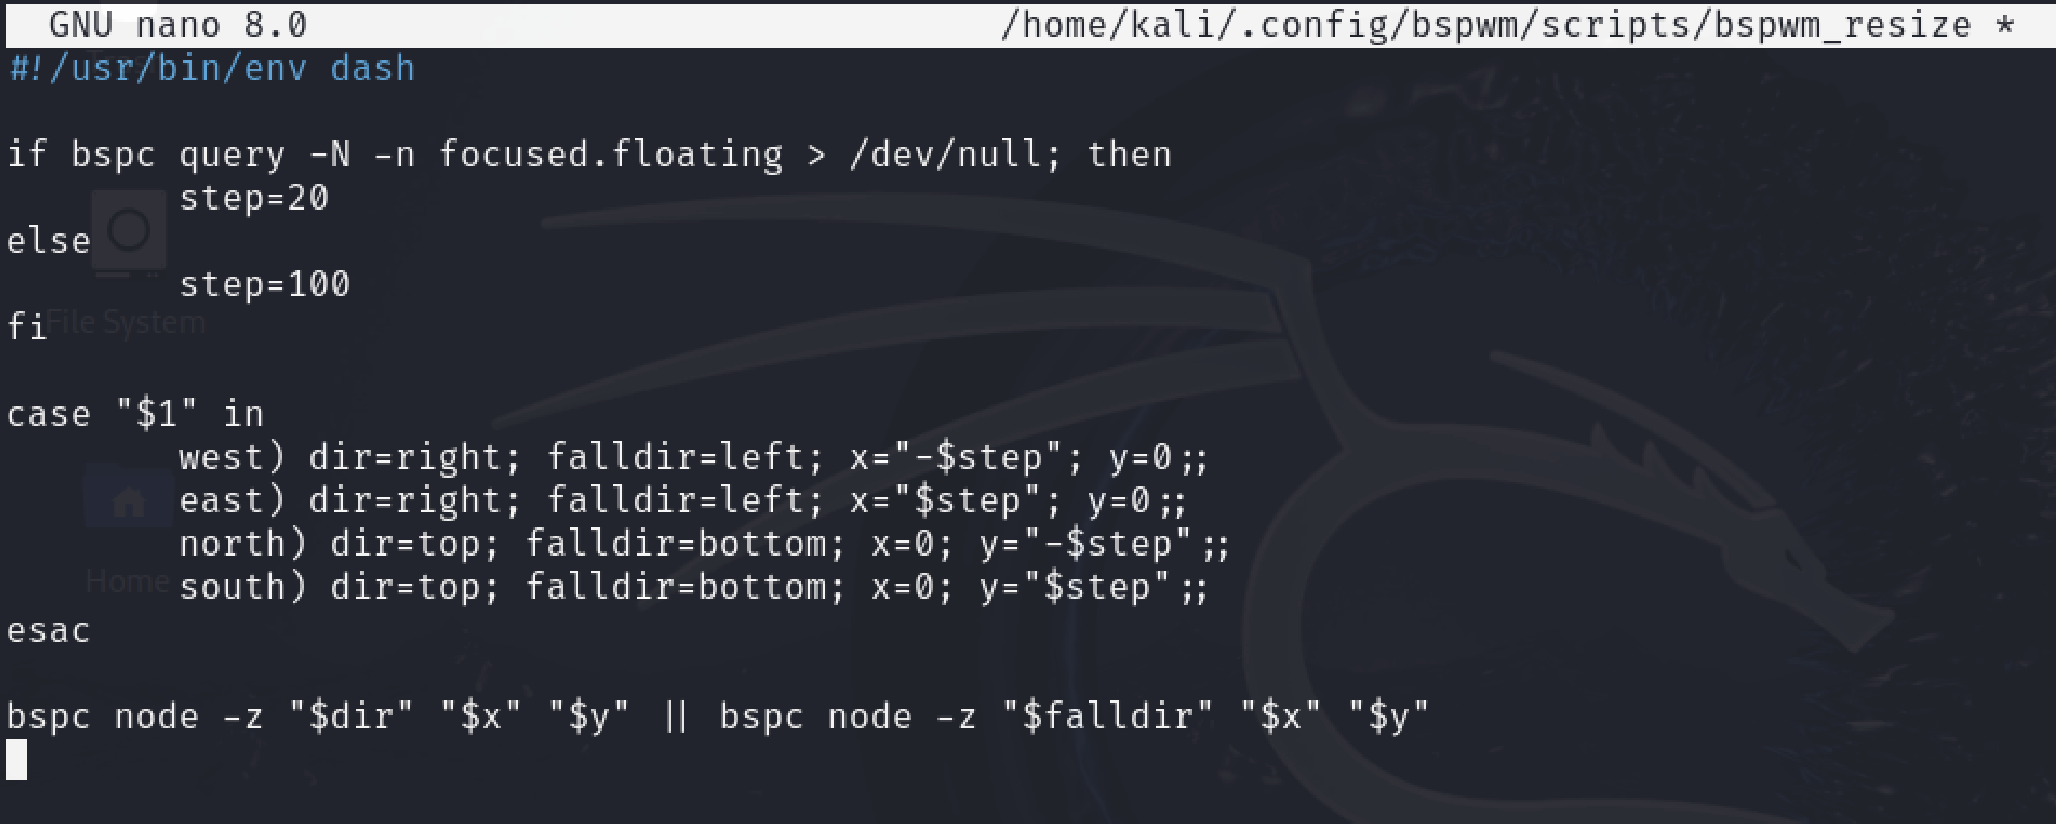 GNU nano 8.0 /home/kali/.config/bspwm/scripts/bspwm_resize *
#!/usr/bin/env dash
if bspc query -N -n focused.floating > /dev/null; then
step=20
else
step=100
fi
File System
case "$1" in
west) dir=right; falldir=left; x="-$step"; y=0;;
east) dir=right; falldir=left; x="$step"; y=0;;
north) dir=top; falldir=bottom; x=0; y="-$step";;
Home
south) dir=top; falldir=bottom; x=0; y="$step";;
esac
bspc node -z "$dir" "$x" "$y" || bspc node -z "$falldir" "$x" "$y"